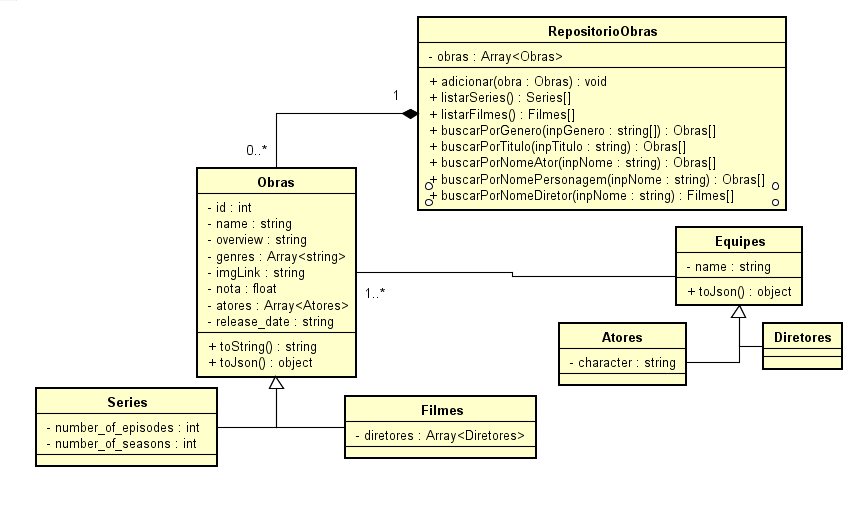 RepositorioObras
- obras : Array<Obras>
+ adicionar(obra : Obras) : void
+ listarSeries() : Series[]
+ listarFilmes() : Filmes[]
+ buscarPorGenero(inpGenero : string[]) : Obras[]
+ buscarPorTitulo(inpTitulo : string) : Obras[]
+ buscarPorNomeAtor(inpNome : string) : Obras[]
+ buscarPorNomePersonagem(inpNome : string) : Obras[]
+ buscarPorNomeDiretor(inpNome : string) : Filmes[]
1
0..*
Obras
- id : int
- name : string
- overview : string
- genres : Array<string>
- imgLink : string
- nota : float
- atores : Array<Atores>
- release_date : string
+ toString() : string
+ toJson() : object
1..*
Equipes
- name : string
+ toJson() : object
Atores
- character : string
Diretores
Series
- number_of_episodes : int
- number_of_seasons : int
Filmes
- diretores : Array<Diretores>